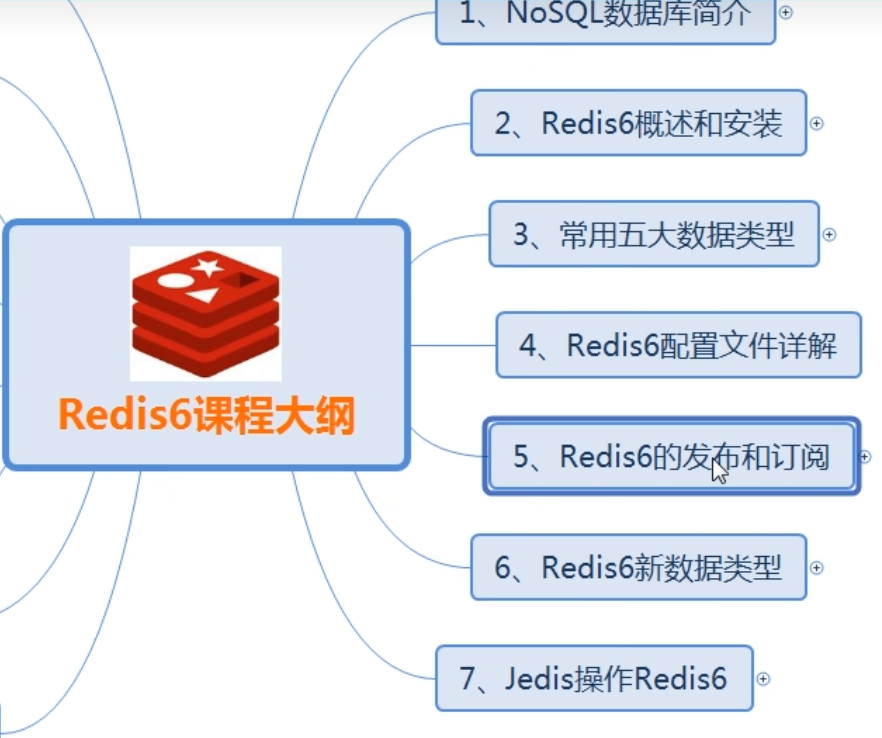 1、NoSQL数据库简介
2、Redis6概述和安装
3、常用五大数据类型
4、Redis6配置文件详解
Redis6课程大纲
5、Redis6的发布和订阅
6、Redis6新数据类型
7、Jedis操作Redis6